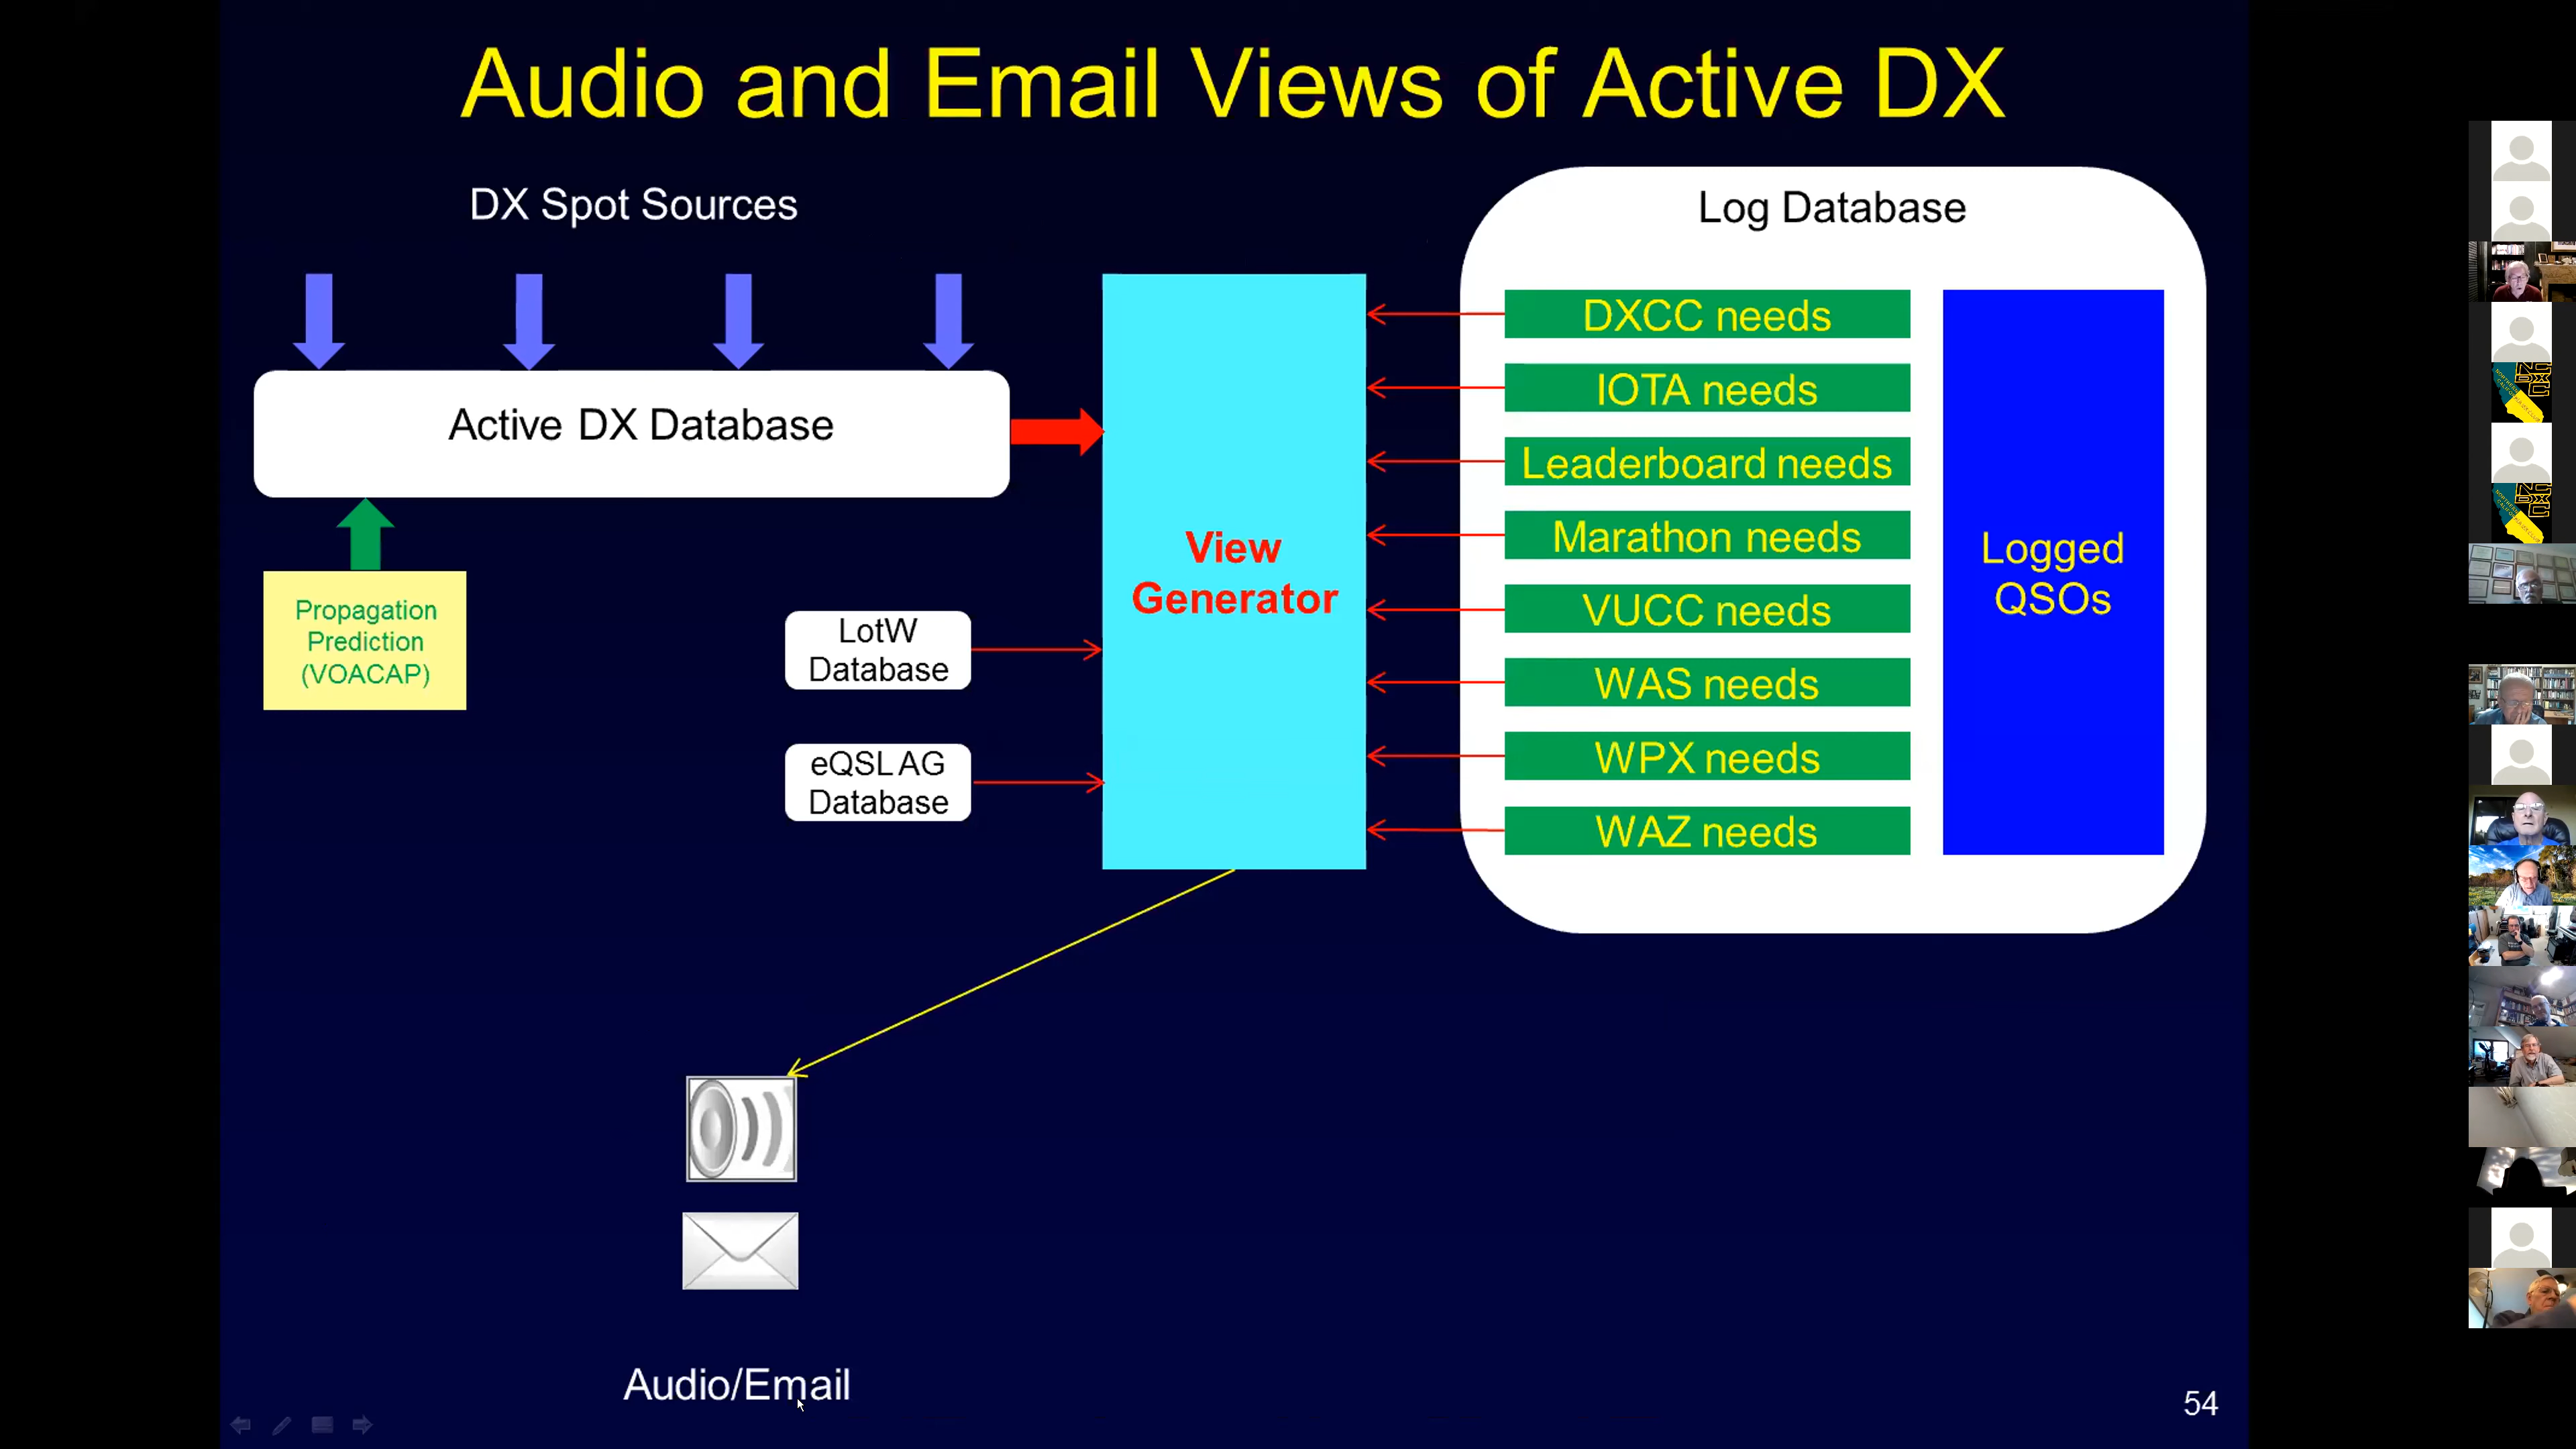 Audio and Email Views of Active DX
DX Spot Sources
Active DX Database
Propagation
Prediction
(VOACAP)
LotW
Database
eQSL AG
Database
View
Generator
Log Database
DXCC needs
IOTA needs
Leaderboard needs
Marathon needs
VUCC needs
WAS needs
WPX needs
WAZ needs
Logged
QSOs
Audio/Email
54